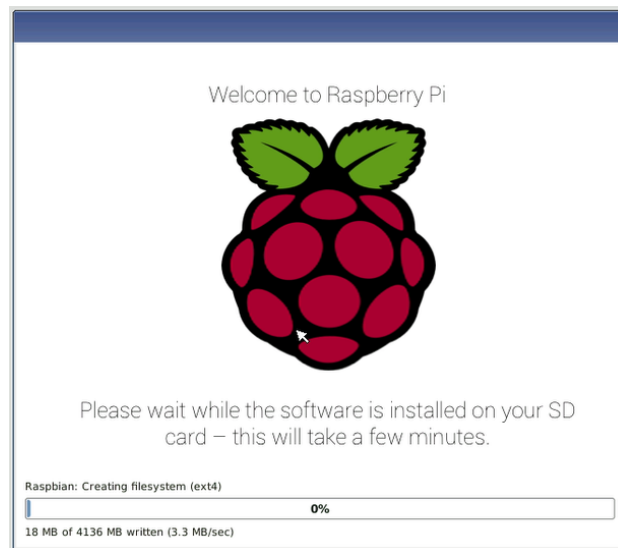 Welcome to Raspberry Pi
Please wait while the software is installed on your SD
card – this will take a few minutes.
Raspbian: Creating filesystem (ext4)
0%
18 MB of 4136 MB written (3.3 MB/sec)